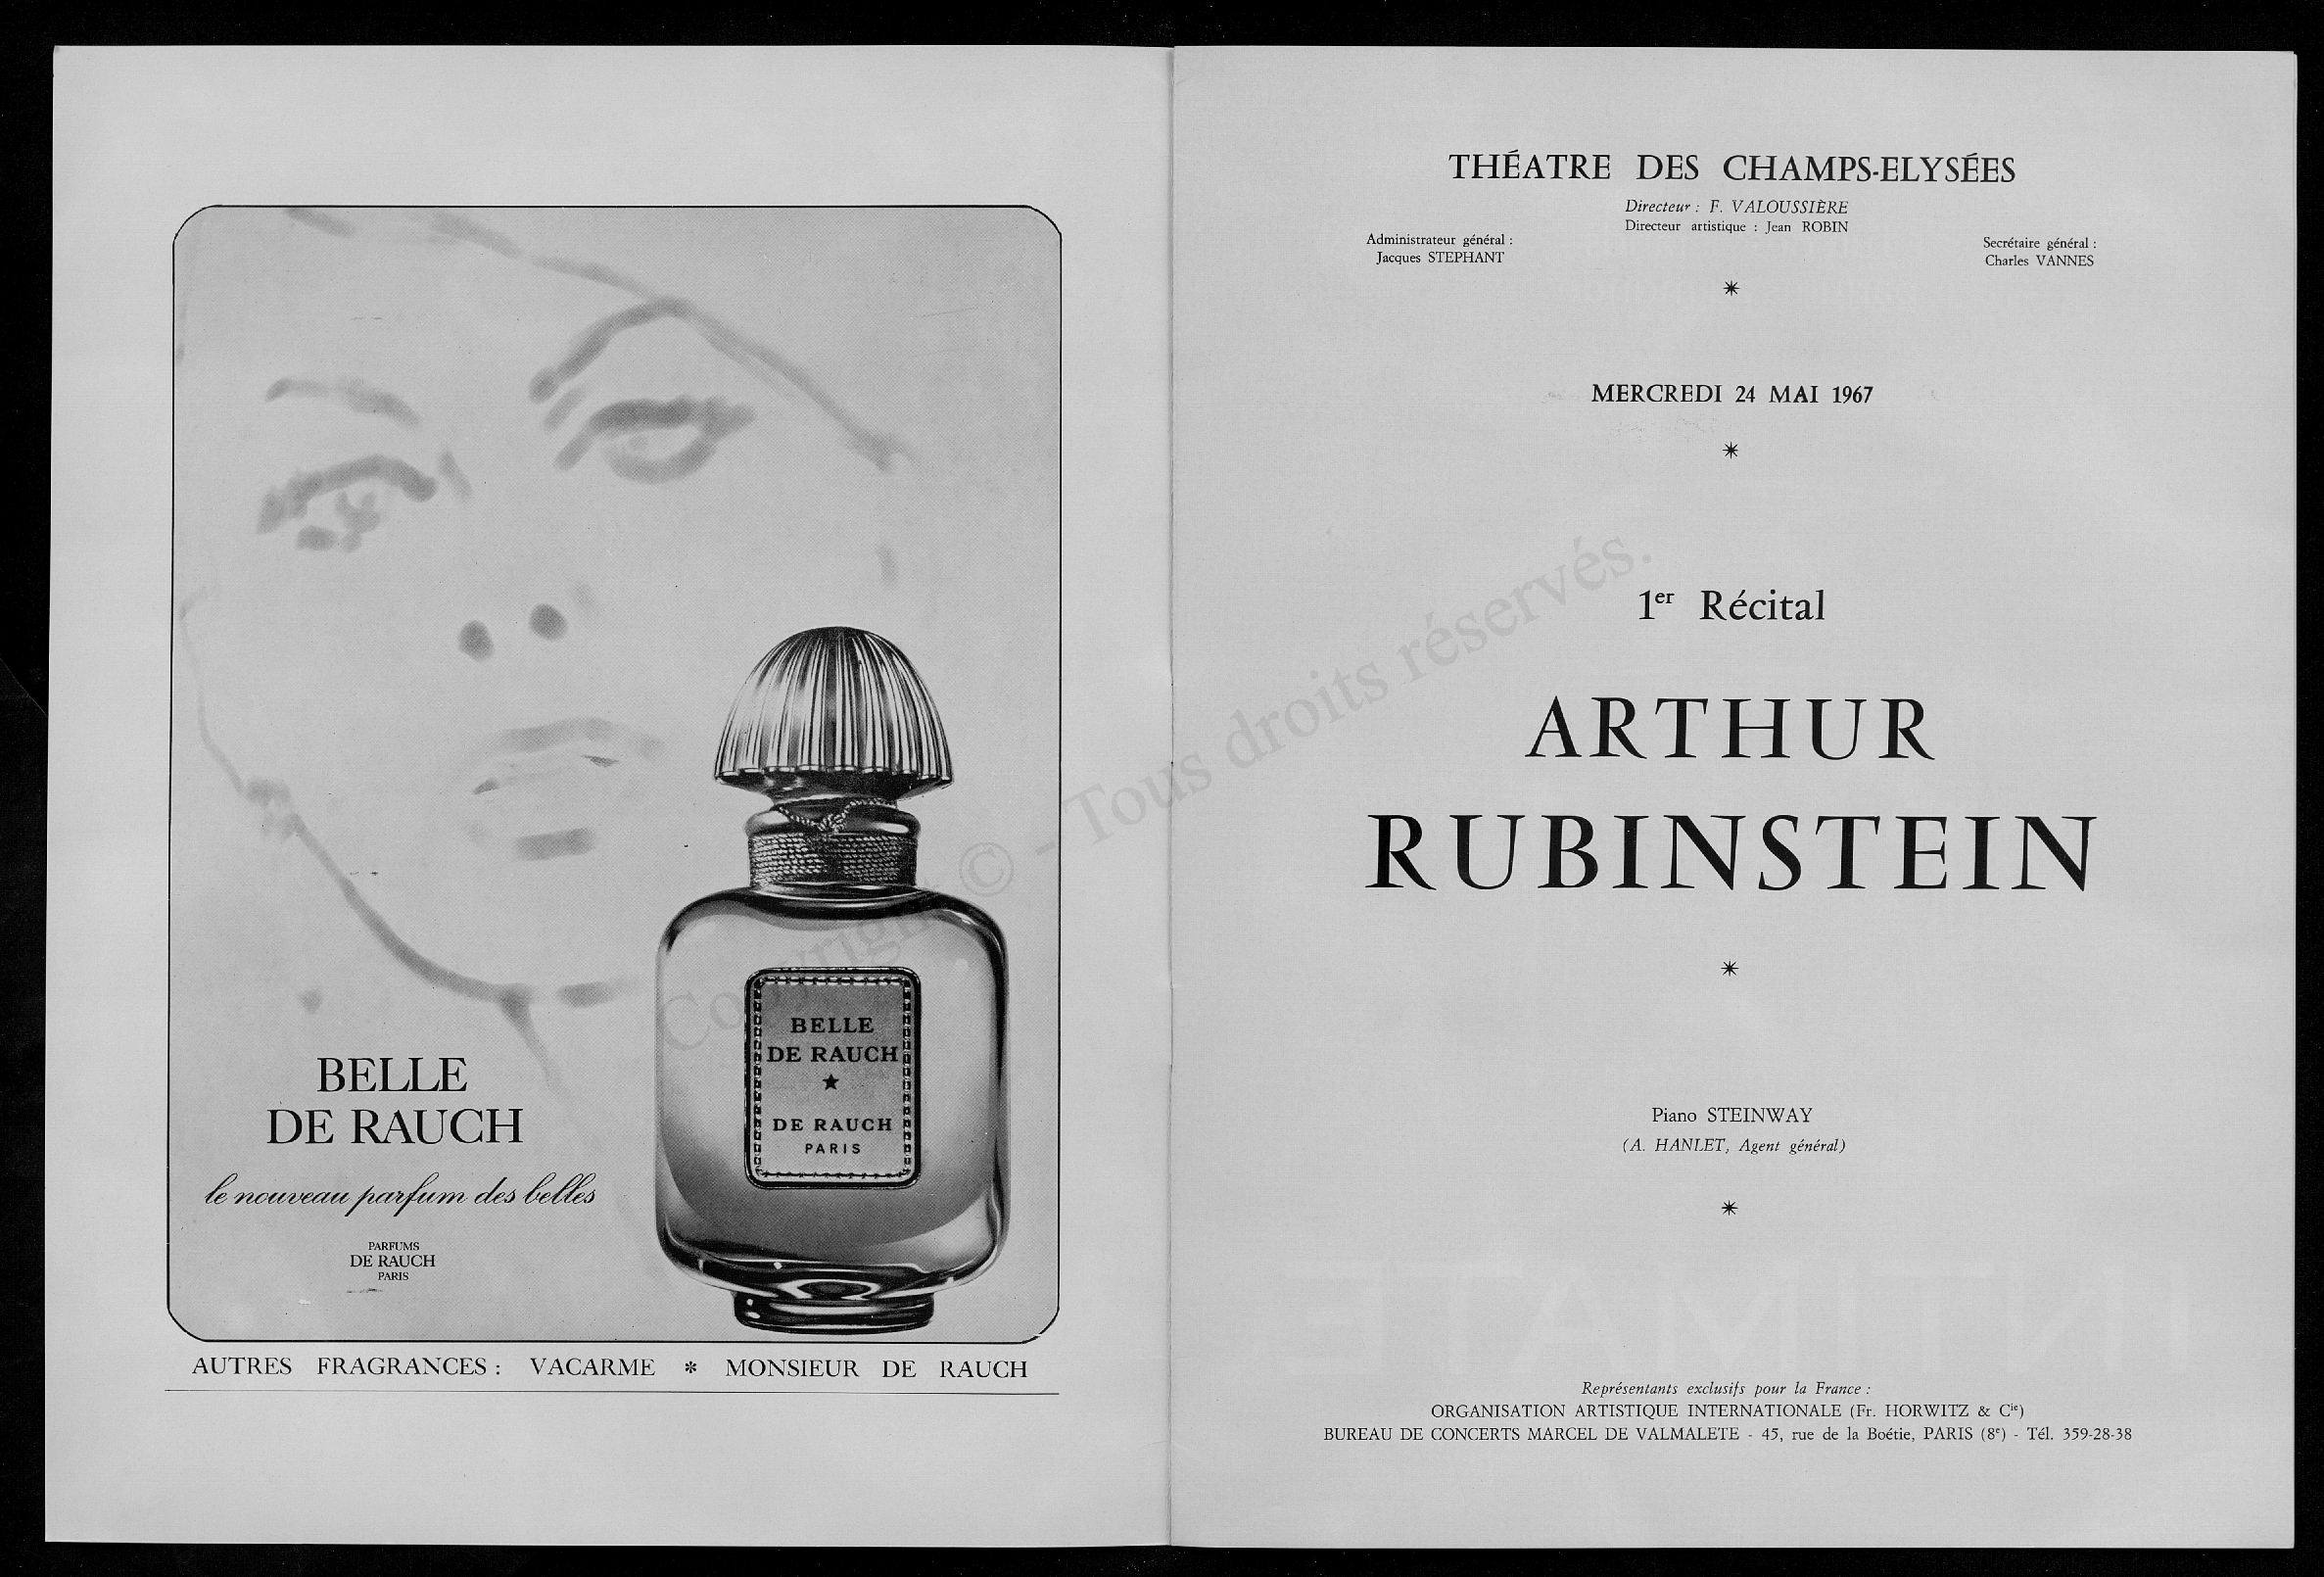 BELLE
DE RAUCH
★
DE RAUCH
PARIS
BELLE
DE RAUCH
le nouveau parfum des belles
PARFUMS
DE RAUCH
PARIS
AUTRES FRAGRANCES : VACARME * MONSIEUR DE RAUCH
THÉATRE DES CHAMPS-ELYSÉES
Directeur : F. VALOUSSIÈRE
Directeur artistique : Jean ROBIN
Administrateur général :
Jacques STEPHANT
Secrétaire général :
Charles VANNES
*
MERCREDI 24 MAI 1967
*
1er Récital
ARTHUR
RUBINSTEIN
*
Piano STEINWAY
(A. HANLET, Agent général)
*
Représentants exclusifs pour la France :
ORGANISATION ARTISTIQUE INTERNATIONALE (Fr. HORWITZ & Cie)
BUREAU DE CONCERTS MARCEL DE VALMALETE - 45, rue de la Boétie, PARIS (8e) - Tél. 359-28-38
Copyright © - Tous droits réservés.